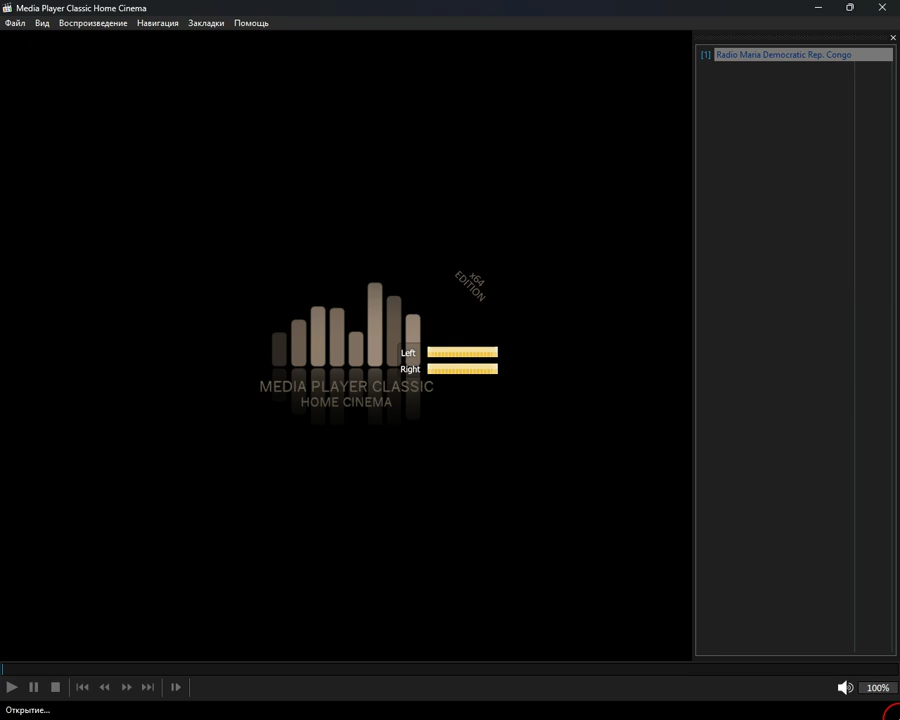 Media Player Classic Home Cinema
Файл Вид Воспроизведение Навигация Закладки Помощь
[1] Radio Maria Democratic Rep. Congo
x64
EDITION
Left
Right
MEDIA PLAYER CLASSIC
HOME CINEMA
100%
Открытие...